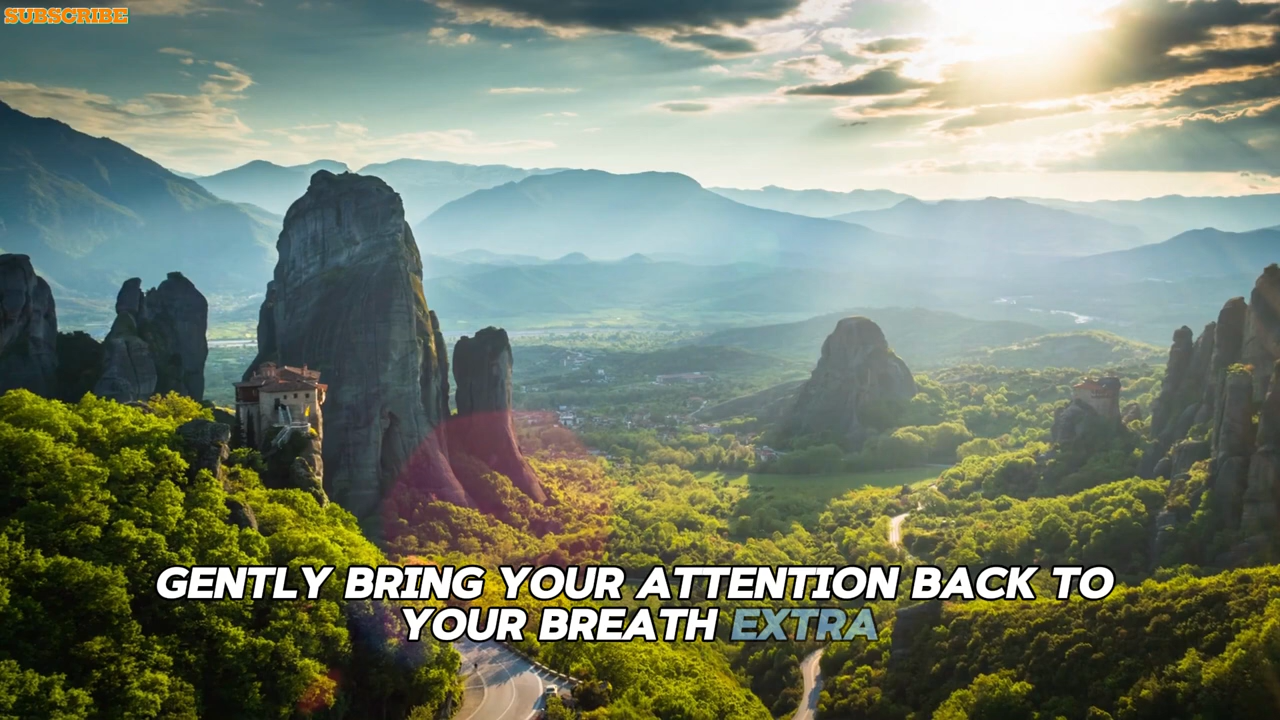 SUBSCRIBE
GENTLY BRING YOUR ATTENTION BACK TO
YOUR BREATH EXTRA